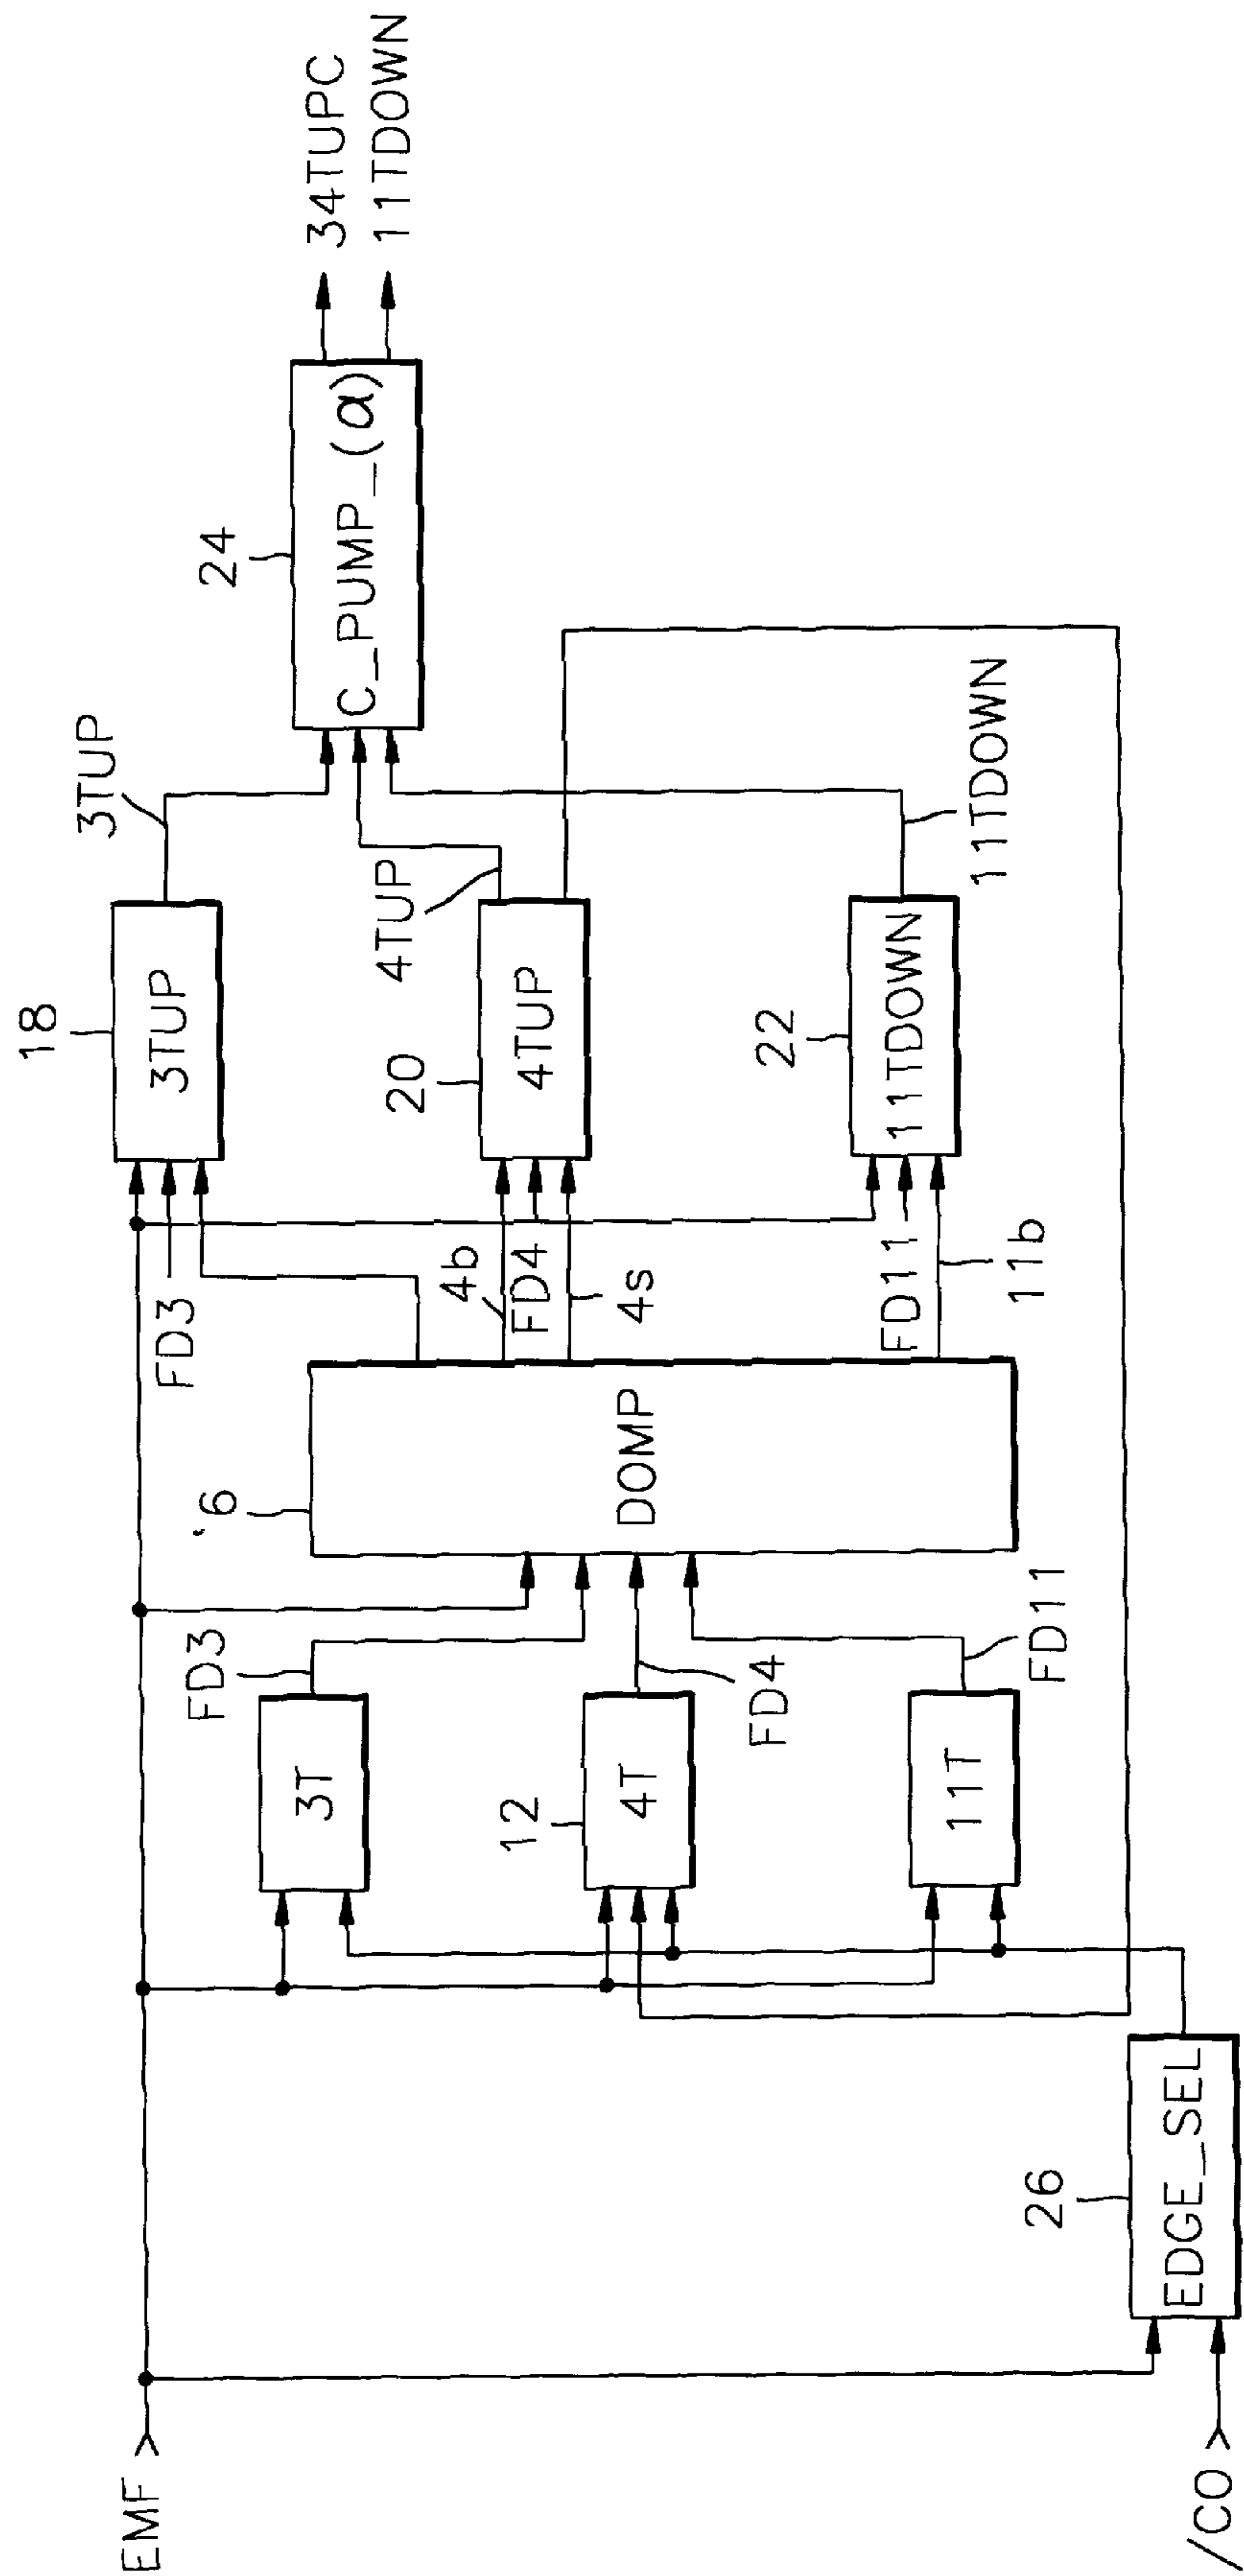 EMF
/CO
26
EDGE_SEL
3T
12
4T
11T
FD3
FD4
FD11
'6
DOMP
FD3
4b
FD4
4s
FD11
11b
18
3TUP
20
4TUP
22
11TDOWN
3TUP
4TUP
11TDOWN
24
C_PUMP_(α)
34TUPC
11TDOWN